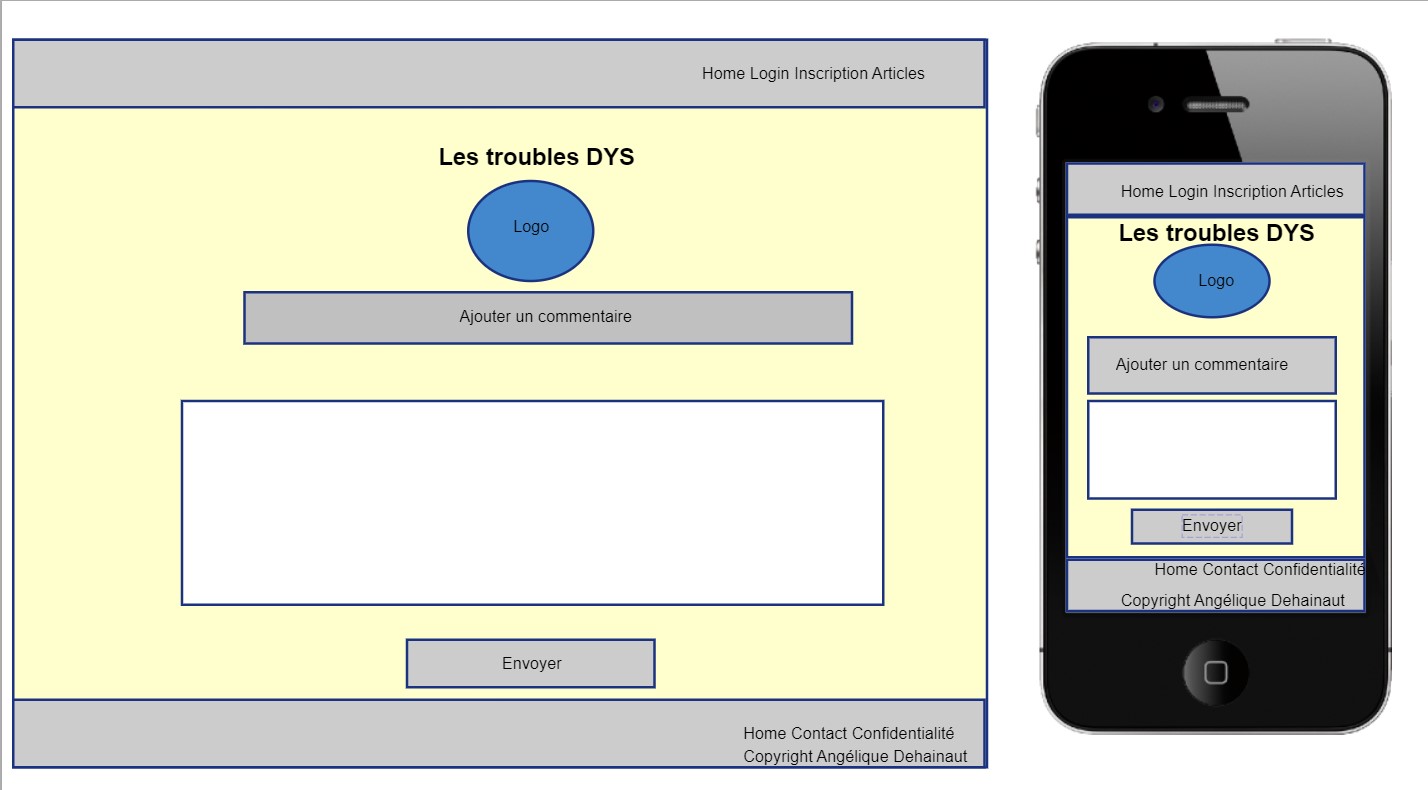 Home Login Inscription Articles
Les troubles DYS
Logo
Ajouter un commentaire
Envoyer
Home Contact Confidentialité
Copyright Angélique Dehainaut
Home Login Inscription Articles
Les troubles DYS
Logo
Ajouter un commentaire
Envoyer
Home Contact Confidentialité
Copyright Angélique Dehainaut